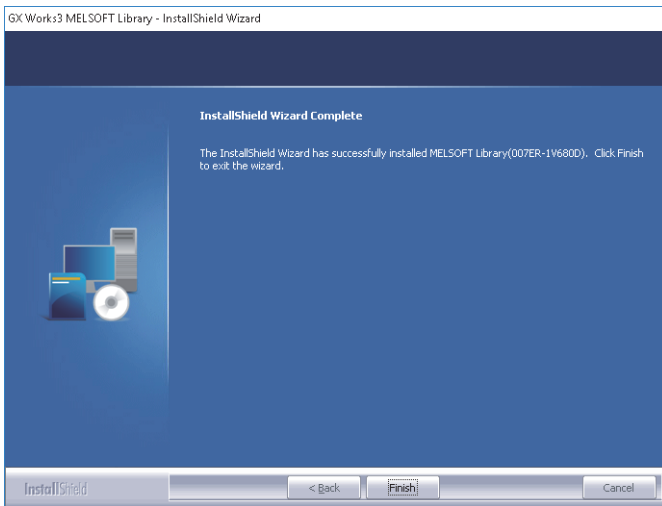 GX Works3 MELSOFT Library - InstallShield Wizard
InstallShield Wizard Complete
The InstallShield Wizard has successfully installed MELSOFT Library(007ER-1V680D). Click Finish
to exit the wizard.
InstallShield
< Back
Finish
Cancel